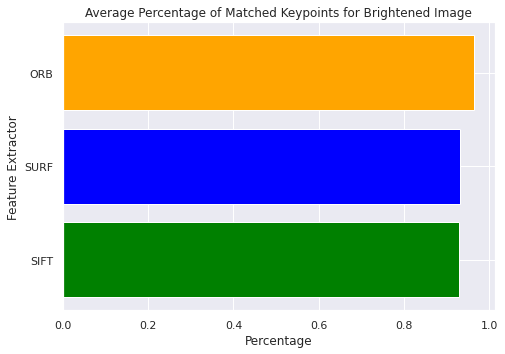 Average Percentage of Matched Keypoints for Brightened Image
Feature Extractor
ORB
SURF
SIFT
0.0 0.2 0.4 0.6 0.8 1.0
Percentage